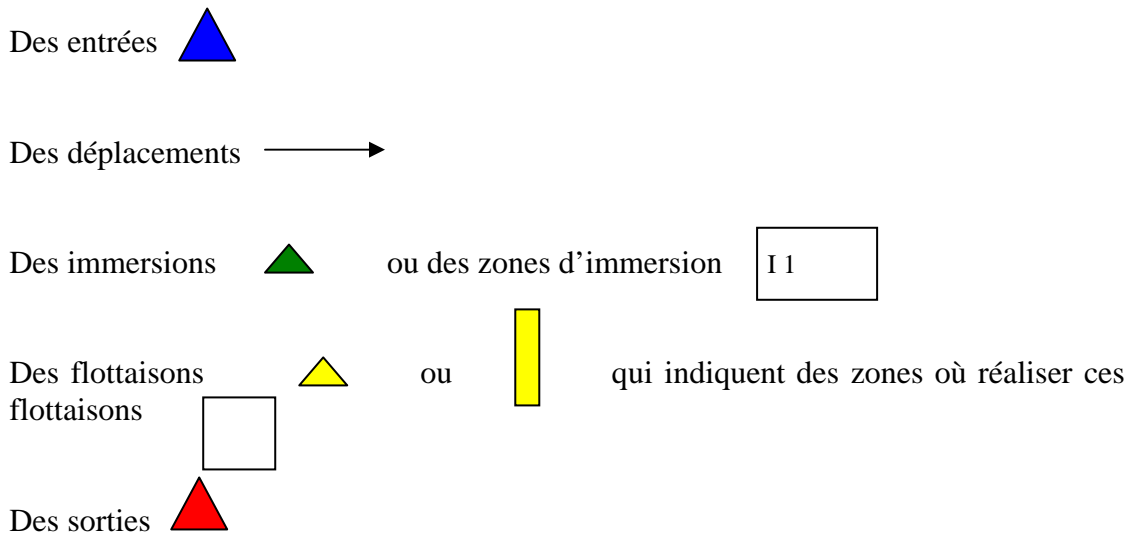 Des entrées
Des déplacements
Des immersions ou des zones d’immersion I 1
Des flottaisons ou qui indiquent des zones où réaliser ces
flottaisons
Des sorties